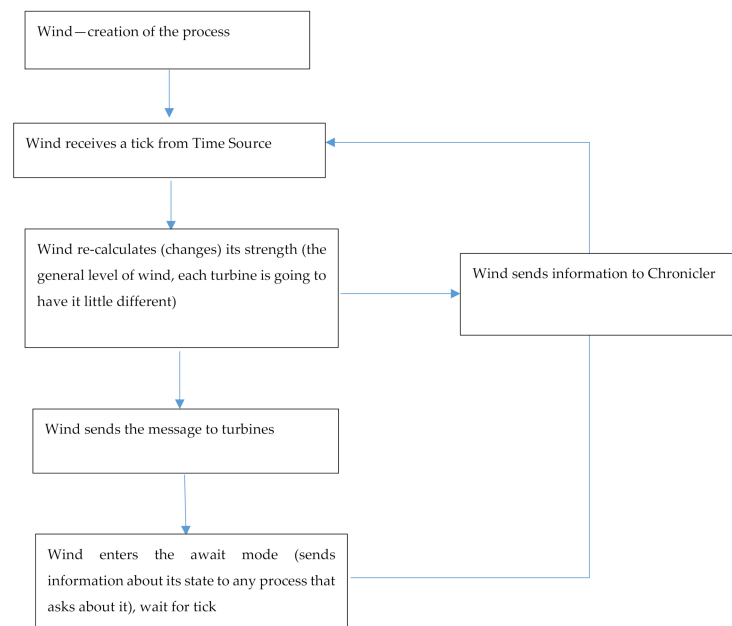 Wind—creation of the process
Wind receives a tick from Time Source
Wind re-calculates (changes) its strength (the
general level of wind, each turbine is going to
have it little different)
Wind sends information to Chronicler
Wind sends the message to turbines
Wind enters the await mode (sends
information about its state to any process that
asks about it), wait for tick